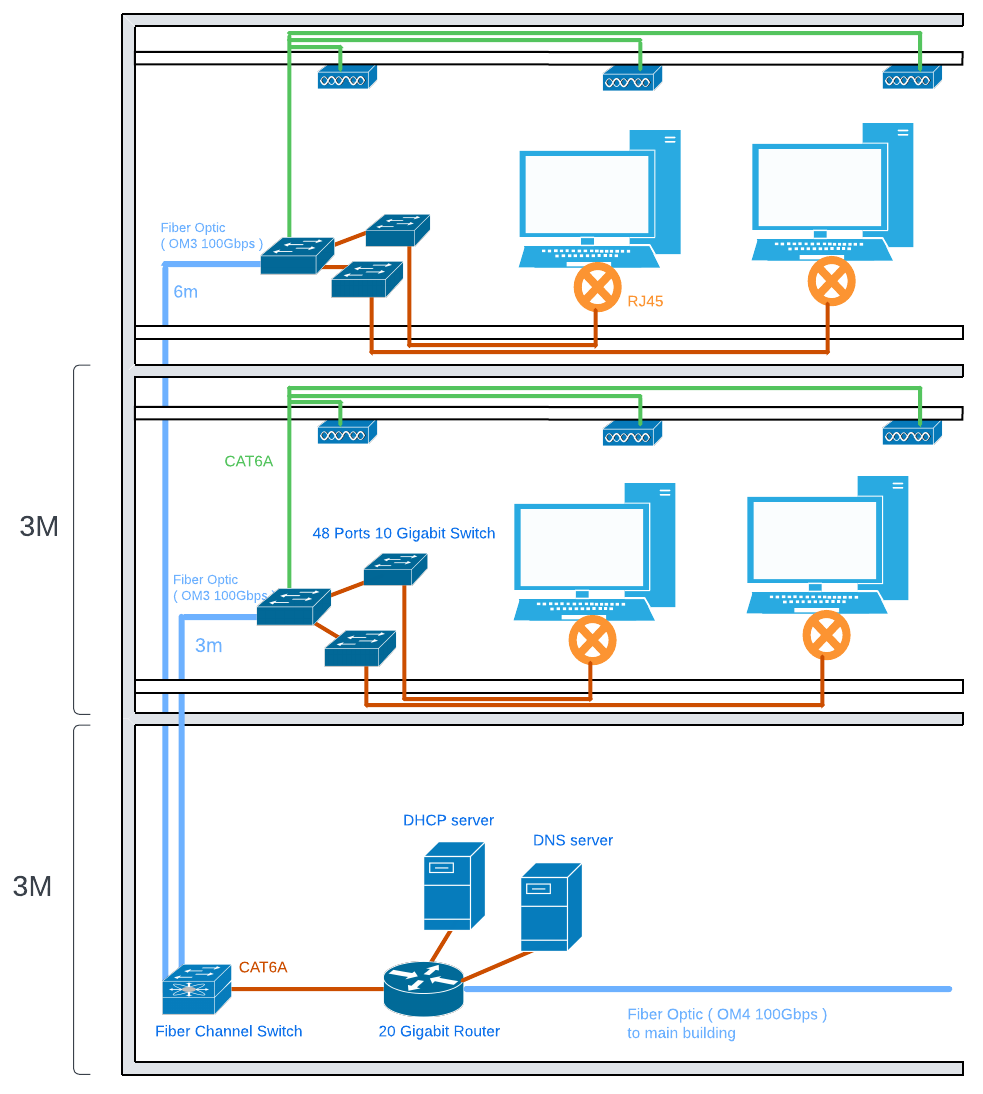 Fiber Optic
( OM3 100Gbps )
6m
RJ45
CAT6A
3M
48 Ports 10 Gigabit Switch
Fiber Optic
( OM3 100Gbps )
3m
DHCP server
DNS server
3M
CAT6A
Fiber Optic ( OM4 100Gbps )
to main building
Fiber Channel Switch
20 Gigabit Router